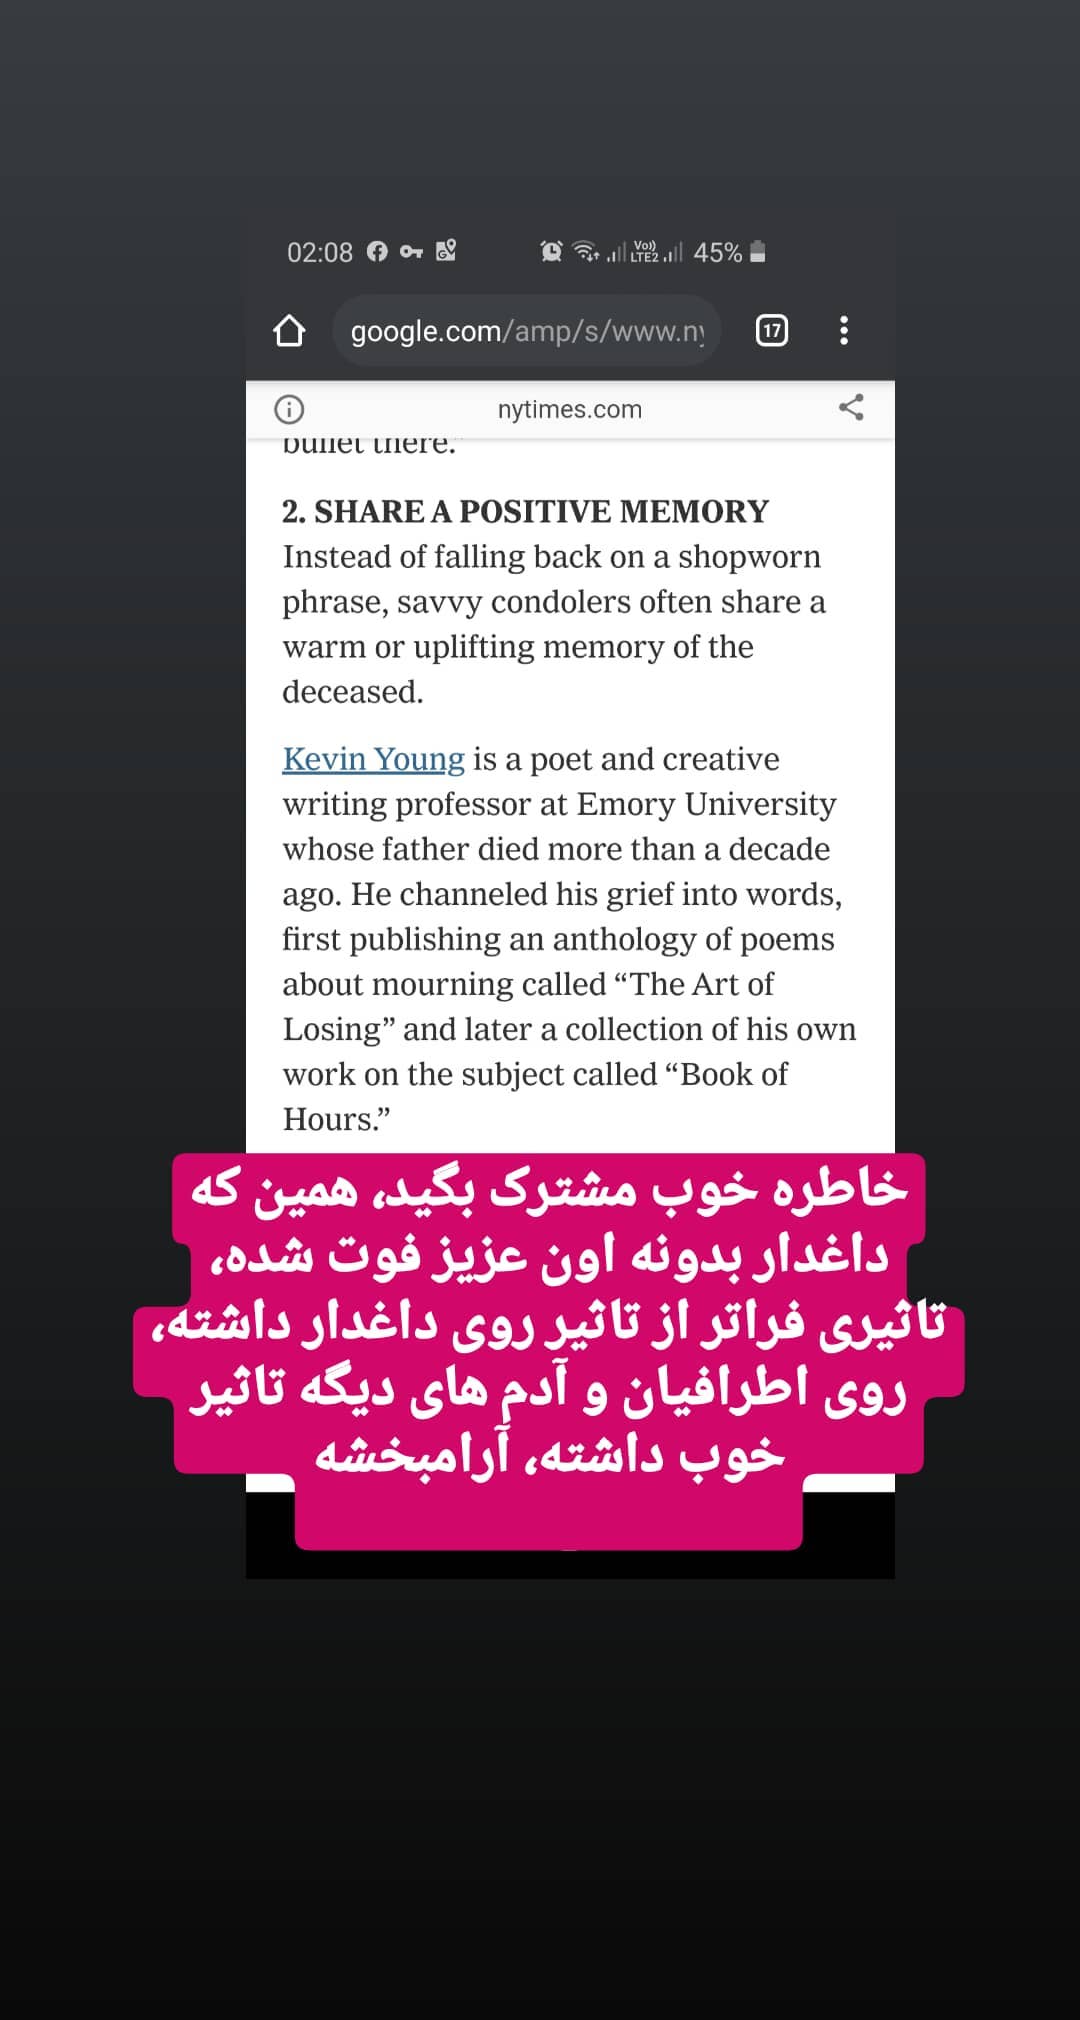 02:08
Vo))
LTE2
45%
google.com/amp/s/www.ny
17
nytimes.com
bullet there."
2. SHARE A POSITIVE MEMORY
Instead of falling back on a shopworn
phrase, savvy condolers often share a
warm or uplifting memory of the
deceased.
Kevin Young is a poet and creative
writing professor at Emory University
whose father died more than a decade
ago. He channeled his grief into words,
first publishing an anthology of poems
about mourning called “The Art of
Losing” and later a collection of his own
work on the subject called “Book of
Hours.”
خاطره خوب مشترک بگید، همین که
داغدار بدونه اون عزیز فوت شده،
تاثیری فراتر از تاثیر روی داغدار داشته،
روی اطرافیان و آدم های دیگه تاثیر
خوب داشته، آرامبخشه